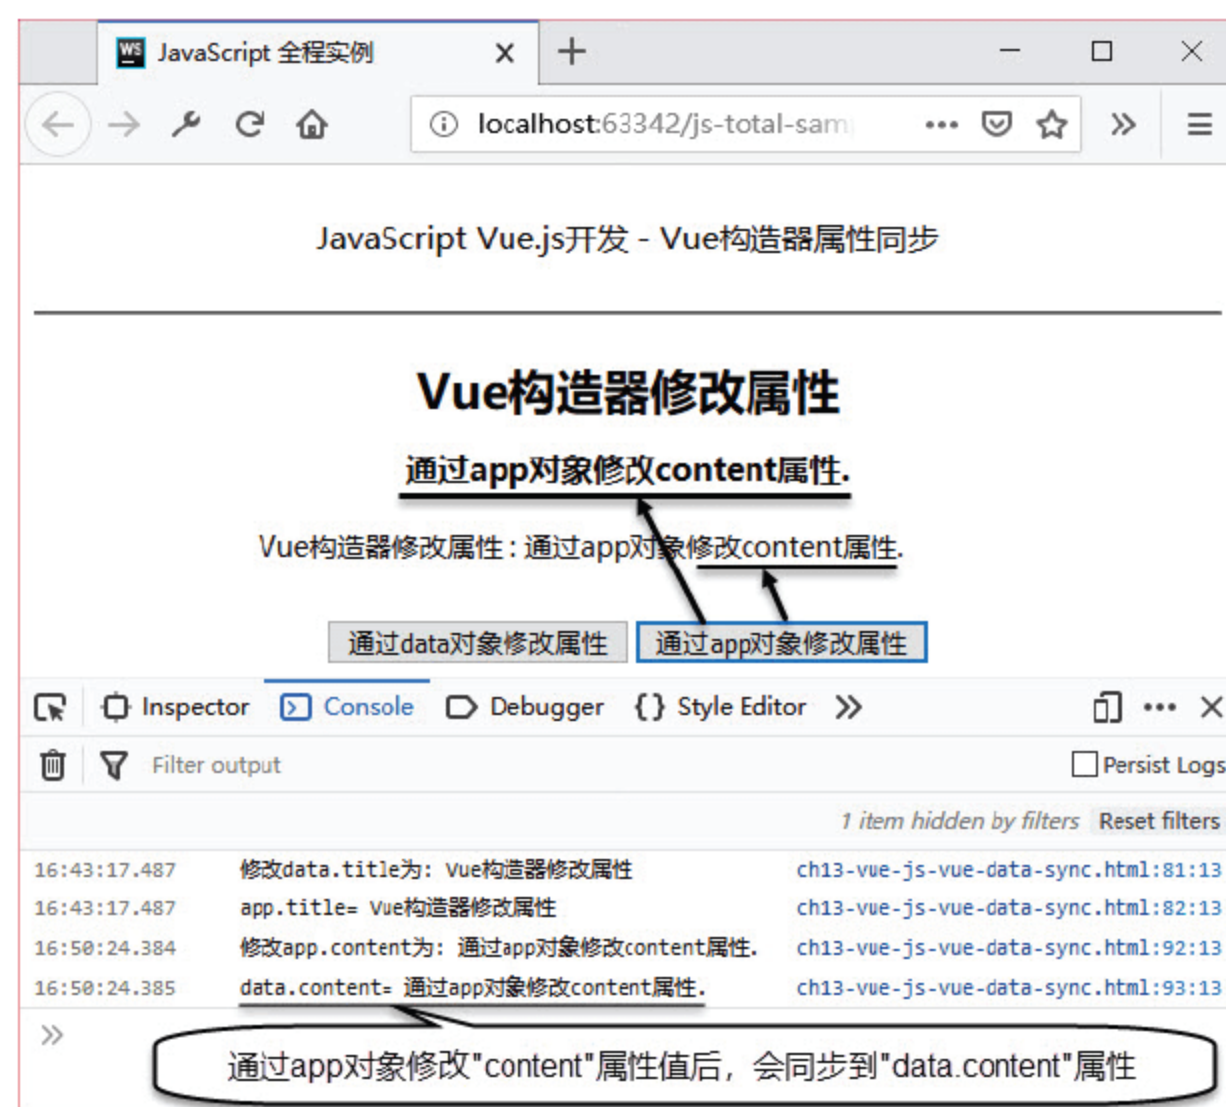 WS JavaScript 全程实例
localhost:63342/js-total-sam
JavaScript Vue.js开发 - Vue构造器属性同步
Vue构造器修改属性
通过app对象修改content属性.
Vue构造器修改属性 : 通过app对象修改content属性.
通过data对象修改属性 通过app对象修改属性
Inspector Console Debugger {} Style Editor
Filter output Persist Logs
1 item hidden by filters Reset filters
16:43:17.487 修改data.title为: Vue构造器修改属性 ch13-vue-js-vue-data-sync.html:81:13
16:43:17.487 app.title= Vue构造器修改属性 ch13-vue-js-vue-data-sync.html:82:13
16:50:24.384 修改app.content为: 通过app对象修改content属性. ch13-vue-js-vue-data-sync.html:92:13
16:50:24.385 data.content= 通过app对象修改content属性. ch13-vue-js-vue-data-sync.html:93:13
通过app对象修改"content"属性值后，会同步到"data.content"属性